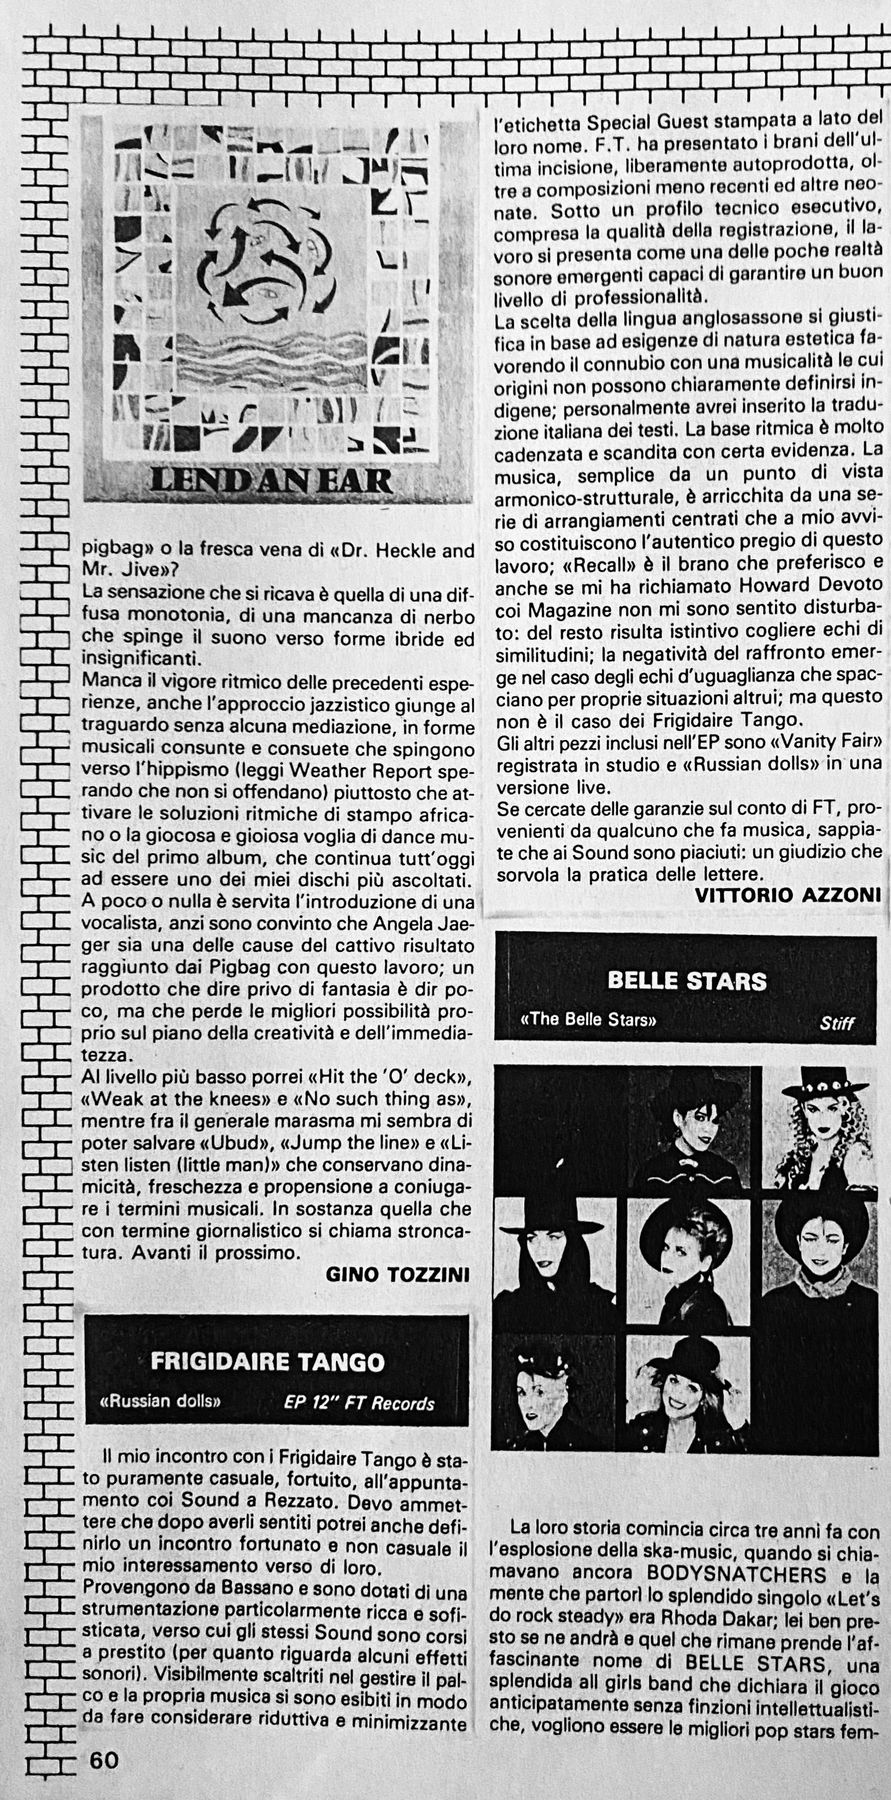 LEND AN EAR
pigbag» o la fresca vena di «Dr. Heckle and
Mr. Jive»?
La sensazione che si ricava è quella di una dif-
fusa monotonia, di una mancanza di nerbo
che spinge il suono verso forme ibride ed
insignificanti.
Manca il vigore ritmico delle precedenti espe-
rienze, anche l'approccio jazzistico giunge al
traguardo senza alcuna mediazione, in forme
musicali consunte e consuete che spingono
verso l'hippismo (leggi Weather Report spe-
rando che non si offendano) piuttosto che at-
tivare le soluzioni ritmiche di stampo africa-
no o la giocosa e gioiosa voglia di dance mu-
sic del primo album, che continua tutt'oggi
ad essere uno dei miei dischi più ascoltati.
A poco o nulla è servita l'introduzione di una
vocalista, anzi sono convinto che Angela Jae-
ger sia una delle cause del cattivo risultato
raggiunto dai Pigbag con questo lavoro; un
prodotto che dire privo di fantasia è dir po-
co, ma che perde le migliori possibilità pro-
prio sul piano della creatività e dell'immedia-
tezza.
Al livello più basso porrei «Hit the 'O' deck»,
«Weak at the knees» e «No such thing as»,
mentre fra il generale marasma mi sembra di
poter salvare «Ubud», «Jump the line» e «Li-
sten listen (little man)» che conservano dina-
micità, freschezza e propensione a coniuga-
re i termini musicali. In sostanza quella che
con termine giornalistico si chiama stronca-
tura. Avanti il prossimo.
GINO TOZZINI
FRIGIDAIRE TANGO
«Russian dolls» EP 12" FT Records
Il mio incontro con i Frigidaire Tango è sta-
to puramente casuale, fortuito, all'appunta-
mento coi Sound a Rezzato. Devo ammet-
tere che dopo averli sentiti potrei anche defi-
nirlo un incontro fortunato e non casuale il
mio interessamento verso di loro.
Provengono da Bassano e sono dotati di una
strumentazione particolarmente ricca e sofi-
sticata, verso cui gli stessi Sound sono corsi
a prestito (per quanto riguarda alcuni effetti
sonori). Visibilmente scaltriti nel gestire il pal-
co e la propria musica si sono esibiti in modo
da fare considerare riduttiva e minimizzante
60
l'etichetta Special Guest stampata a lato del
loro nome. F.T. ha presentato i brani dell'ul-
tima incisione, liberamente autoprodotta, ol-
tre a composizioni meno recenti ed altre neo-
nate. Sotto un profilo tecnico esecutivo,
compresa la qualità della registrazione, il la-
voro si presenta come una delle poche realtà
sonore emergenti capaci di garantire un buon
livello di professionalità.
La scelta della lingua anglosassone si giusti-
fica in base ad esigenze di natura estetica fa-
vorendo il connubio con una musicalità le cui
origini non possono chiaramente definirsi in-
digene; personalmente avrei inserito la tradu-
zione italiana dei testi. La base ritmica è molto
cadenzata e scandita con certa evidenza. La
musica, semplice da un punto di vista
armonico-strutturale, è arricchita da una se-
rie di arrangiamenti centrati che a mio avvi-
so costituiscono l'autentico pregio di questo
lavoro; «Recall» è il brano che preferisco e
anche se mi ha richiamato Howard Devoto
coi Magazine non mi sono sentito disturba-
to: del resto risulta istintivo cogliere echi di
similitudini; la negatività del raffronto emer-
ge nel caso degli echi d'uguaglianza che spac-
ciano per proprie situazioni altrui; ma questo
non è il caso dei Frigidaire Tango.
Gli altri pezzi inclusi nell'EP sono «Vanity Fair»
registrata in studio e «Russian dolls» in una
versione live.
Se cercate delle garanzie sul conto di FT, pro-
venienti da qualcuno che fa musica, sappia-
te che ai Sound sono piaciuti: un giudizio che
sorvola la pratica delle lettere.
VITTORIO AZZONI
BELLE STARS
«The Belle Stars» Stiff
La loro storia comincia circa tre anni fa con
l'esplosione della ska-music, quando si chia-
mavano ancora BODYSNATCHERS e la
mente che partorì lo splendido singolo «Let's
do rock steady» era Rhoda Dakar; lei ben pre-
sto se ne andrà e quel che rimane prende l'af-
fascinante nome di BELLE STARS, una
splendida all girls band che dichiara il gioco
anticipatamente senza finzioni intellettualisti-
che, vogliono essere le migliori pop stars fem-